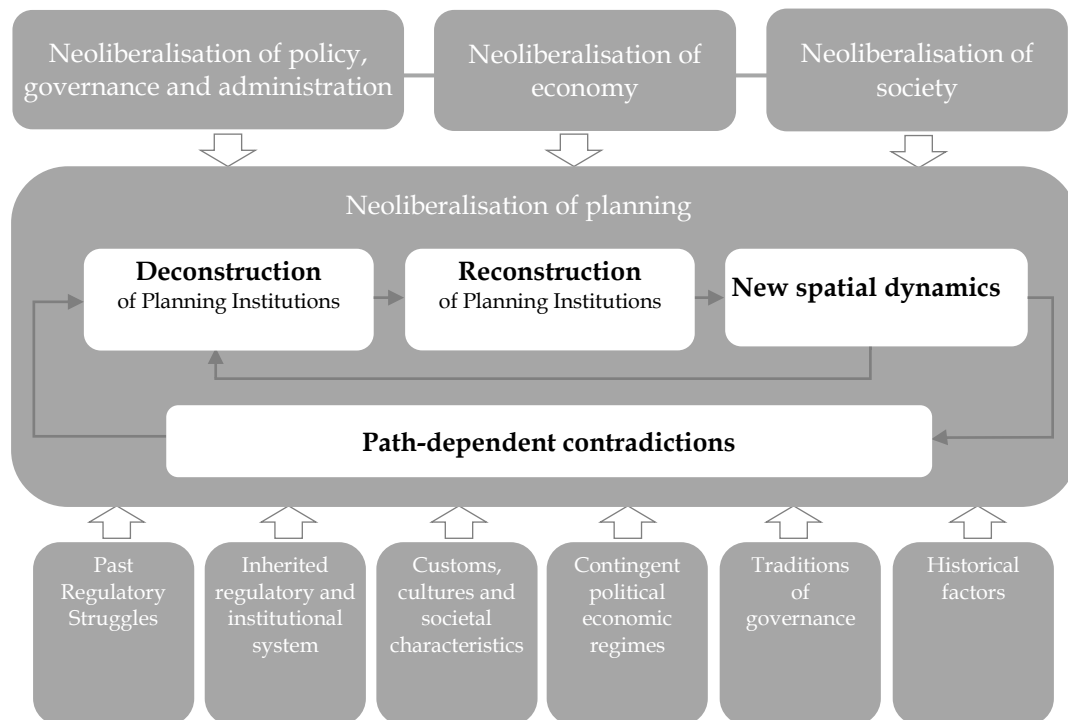 Neoliberalisation of policy,
governance and administration
Neoliberalisation of
economy
Neoliberalisation of
society
Neoliberalisation of planning
Deconstruction
of Planning Institutions
Reconstruction
of Planning Institutions
New spatial dynamics
Path-dependent contradictions
Past
Regulatory
Struggles
Inherited
regulatory and
institutional
system
Customs,
cultures and
societal
characteristics
Contingent
political
economic
regimes
Traditions
of
governance
Historical
factors